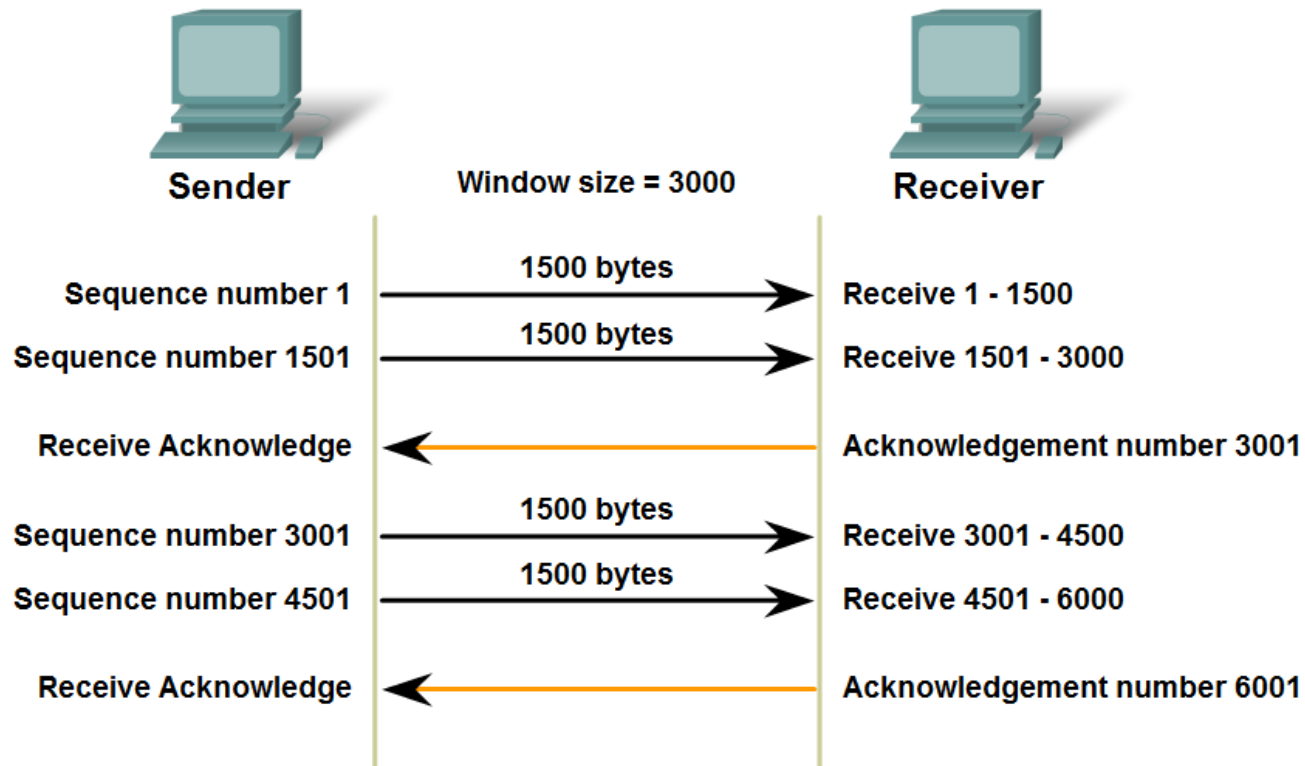 Sender
Window size = 3000
Receiver
1500 bytes
Sequence number 1
Receive 1 - 1500
1500 bytes
Sequence number 1501
Receive 1501 - 3000
Receive Acknowledge
Acknowledgement number 3001
1500 bytes
Sequence number 3001
Receive 3001 - 4500
1500 bytes
Sequence number 4501
Receive 4501 - 6000
Receive Acknowledge
Acknowledgement number 6001